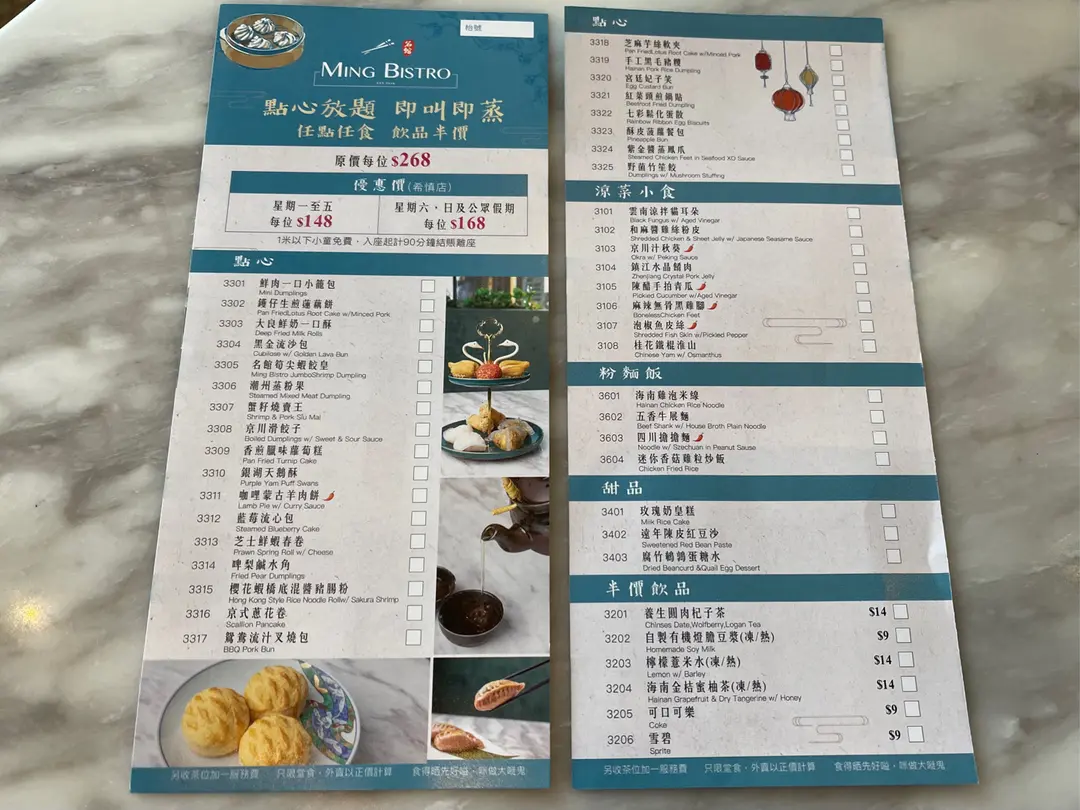 枱號
名館
MING BISTRO
點心放題 即叫即蒸
任點任食 飲品半價
原價每位 $268
優惠價(希慎店)
星期一至五
每位 $148
星期六，日及公眾假期
每位 $168
1米以下小童免費，入座起計90分鐘結賬離座
點心
3301 鮮肉一口小籠包
Mini Dumplings
3302 鍾仔生煎蓮藕餅
Pan FriedLotus Root Cake w/Minced Pork
3303 大良鮮奶一口酥
Deep Fried Milk Rolls
3304 黑金流沙包
Cubilose w/ Golden Lava Bun
3305 名館筍尖蝦餃皇
Ming Bistro JumboShrimp Dumpling
3306 潮州蒸粉果
Steamed Mixed Meat Dumpling
3307 蟹籽燒賣王
Shrimp & Pork Siu Mai
3308 京川滑餃子
Boiled Dumplings w/ Sweet & Sour Sauce
3309 香煎臘味蘿蔔糕
Pan Fried Turnip Cake
3310 銀湖天鵝酥
Purple Yam Puff Swans
3311 咖哩蒙古羊肉餅
Lamb Pie w/ Curry Sauce
3312 藍莓流心包
Steamed Blueberry Cake
3313 芝士鮮蝦春卷
Prawn Spring Roll w/ Cheese
3314 啤梨鹹水角
Fried Pear Dumplings
3315 櫻花蝦橋底混醬豬腸粉
Hong Kong Style Rice Noodle Rollw/ Sakura Shrimp
3316 京式蔥花卷
Scallion Pancake
3317 鴛鴦流汁叉燒包
BBQ Pork Bun
另收茶位加一服務費 只限堂食，外賣以正價計算 食得晒先好嗌，咪做大嘥鬼
點心
3318 芝麻芋絲軟夾
Pan FriedLotus Root Cake w/Minced Pork
3319 手工黑毛豬糭
Hainan Pork Rice Dumpling
3320 宮廷妃子笑
Egg Custard Bun
3321 紅菜頭煎鍋貼
Beetroot Fried Dumpling
3322 七彩鬆化蛋散
Rainbow Ribbon Egg Biscuits
3323 酥皮菠蘿餐包
Pineapple Bun
3324 紫金醬蒸鳳爪
Steamed Chicken Feet in Seafood XO Sauce
3325 野菌竹笙餃
Dumplings w/ Mushroom Stuffing
涼菜小食
3101 雲南涼拌貓耳朵
Black Fungus w/ Aged Vinegar
3102 和麻醬雞絲粉皮
Shredded Chicken & Sheet Jelly w/ Japanese Seasame Sauce
3103 京川汁秋葵
Okra w/ Peking Sauce
3104 鎮江水晶餚肉
Zhenjiang Crystal Pork Jelly
3105 陳醋手拍青瓜
Pickled Cucumber w/Aged Vinegar
3106 麻辣無骨黑雞腳
BonelessChicken Feet
3107 泡椒魚皮絲
Shredded Fish Skin w/Pickled Pepper
3108 桂花鐵棍淮山
Chinese Yam w/ Osmanthus
粉麵飯
3601 海南雞泡米線
Hainan Chicken Rice Noodle
3602 五香牛展麵
Beef Shank w/ House Broth Plain Noodle
3603 四川擔擔麵
Noodle w/ Szechuan in Peanut Sause
3604 迷你香菇雞粒炒飯
Chicken Fried Rice
甜品
3401 玫瑰奶皇糕
Milk Rice Cake
3402 遠年陳皮紅豆沙
Sweetened Red Bean Paste
3403 腐竹鵪鶉蛋糖水
Dried Beancurd &Quail Egg Dessert
半價飲品
3201 養生圓肉杞子茶 $14
Chinses Date,Wolfberry,Logan Tea
3202 自製有機燈膽豆漿(凍/熱) $9
Homemade Soy Milk
3203 檸檬薏米水(凍/熱) $14
Lemon w/ Barley
3204 海南金桔蜜柚茶(凍/熱) $14
Hainan Grapefruit & Dry Tangerine w/ Honey
3205 可口可樂 $9
Coke
3206 雪碧 $9
Sprite
另收茶位加一服務費 只限堂食，外賣以正價計算 食得晒先好嗌，咪做大嘥鬼